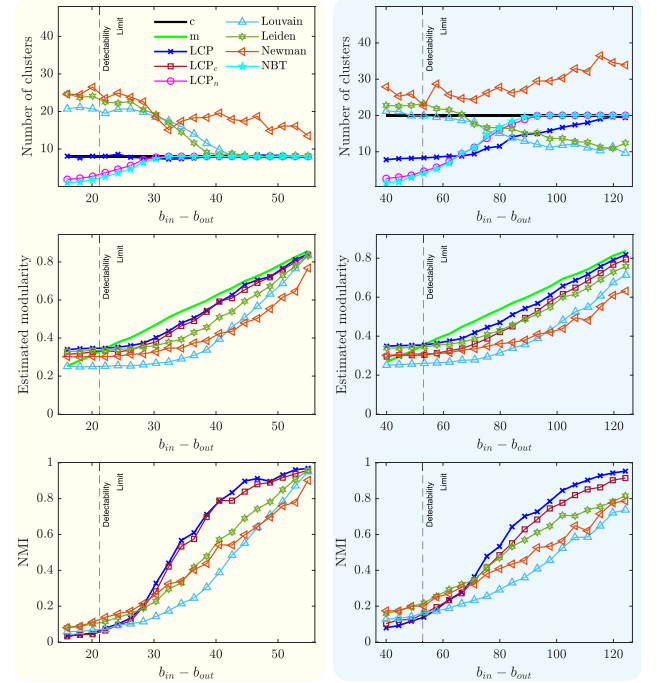 Number of clusters
40
30
20
10
Detectability
Limit
c
m
LCP
LCP_c
LCP_n
Louvain
Leiden
Newman
NBT
20
30
40
50
b_in − b_out
Number of clusters
40
30
20
10
Detectability
Limit
40
60
80
100
120
b_in − b_out
Estimated modularity
0.8
0.6
0.4
0.2
0
Detectability
Limit
20
30
40
50
b_in − b_out
Estimated modularity
0.8
0.6
0.4
0.2
0
Detectability
Limit
40
60
80
100
120
b_in − b_out
NMI
1
0.8
0.6
0.4
0.2
0
Detectability
Limit
20
30
40
50
b_in − b_out
NMI
1
0.8
0.6
0.4
0.2
0
Detectability
Limit
40
60
80
100
120
b_in − b_out